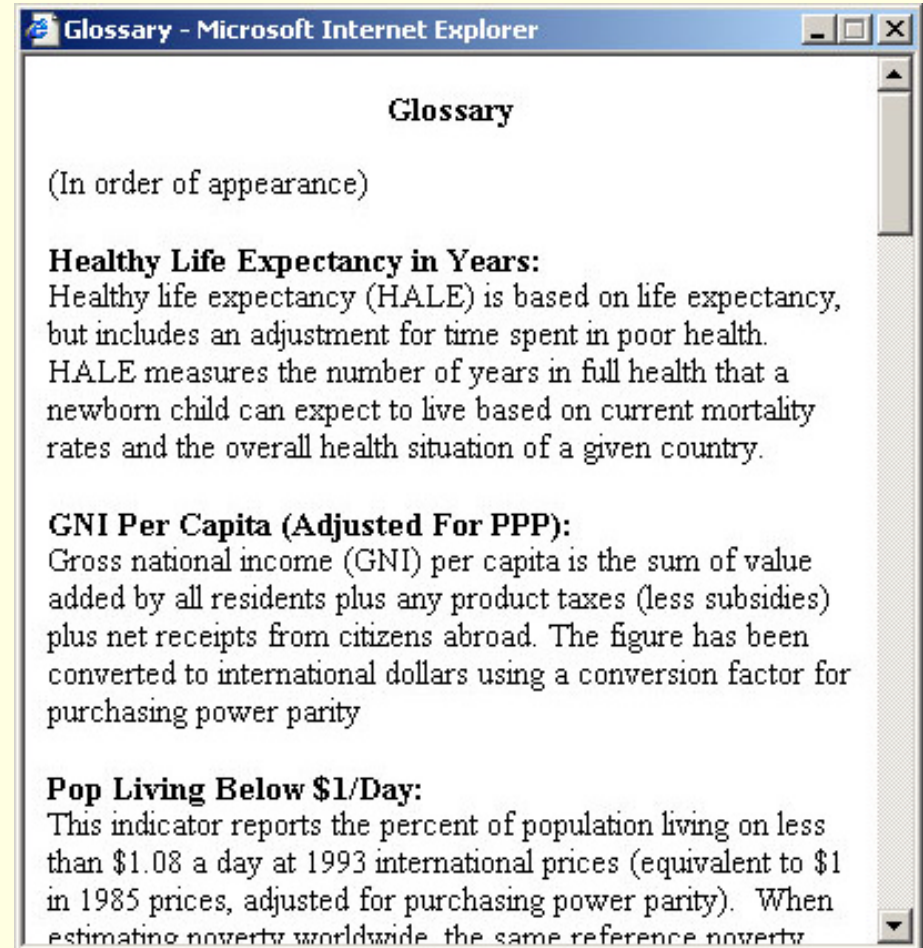 Glossary - Microsoft Internet Explorer
Glossary
(In order of appearance)
Healthy Life Expectancy in Years:
Healthy life expectancy (HALE) is based on life expectancy,
but includes an adjustment for time spent in poor health.
HALE measures the number of years in full health that a
newborn child can expect to live based on current mortality
rates and the overall health situation of a given country.
GNI Per Capita (Adjusted For PPP):
Gross national income (GNI) per capita is the sum of value
added by all residents plus any product taxes (less subsidies)
plus net receipts from citizens abroad. The figure has been
converted to international dollars using a conversion factor for
purchasing power parity
Pop Living Below $1/Day:
This indicator reports the percent of population living on less
than $1.08 a day at 1993 international prices (equivalent to $1
in 1985 prices, adjusted for purchasing power parity). When
estimating poverty worldwide, the same reference poverty